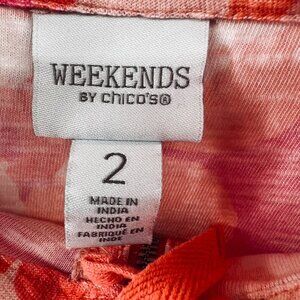 WEEKENDS
BY CHICO'S®
2
MADE IN
INDIA
HECHO EN
INDIA
FABRIQUÉ EN
INDE